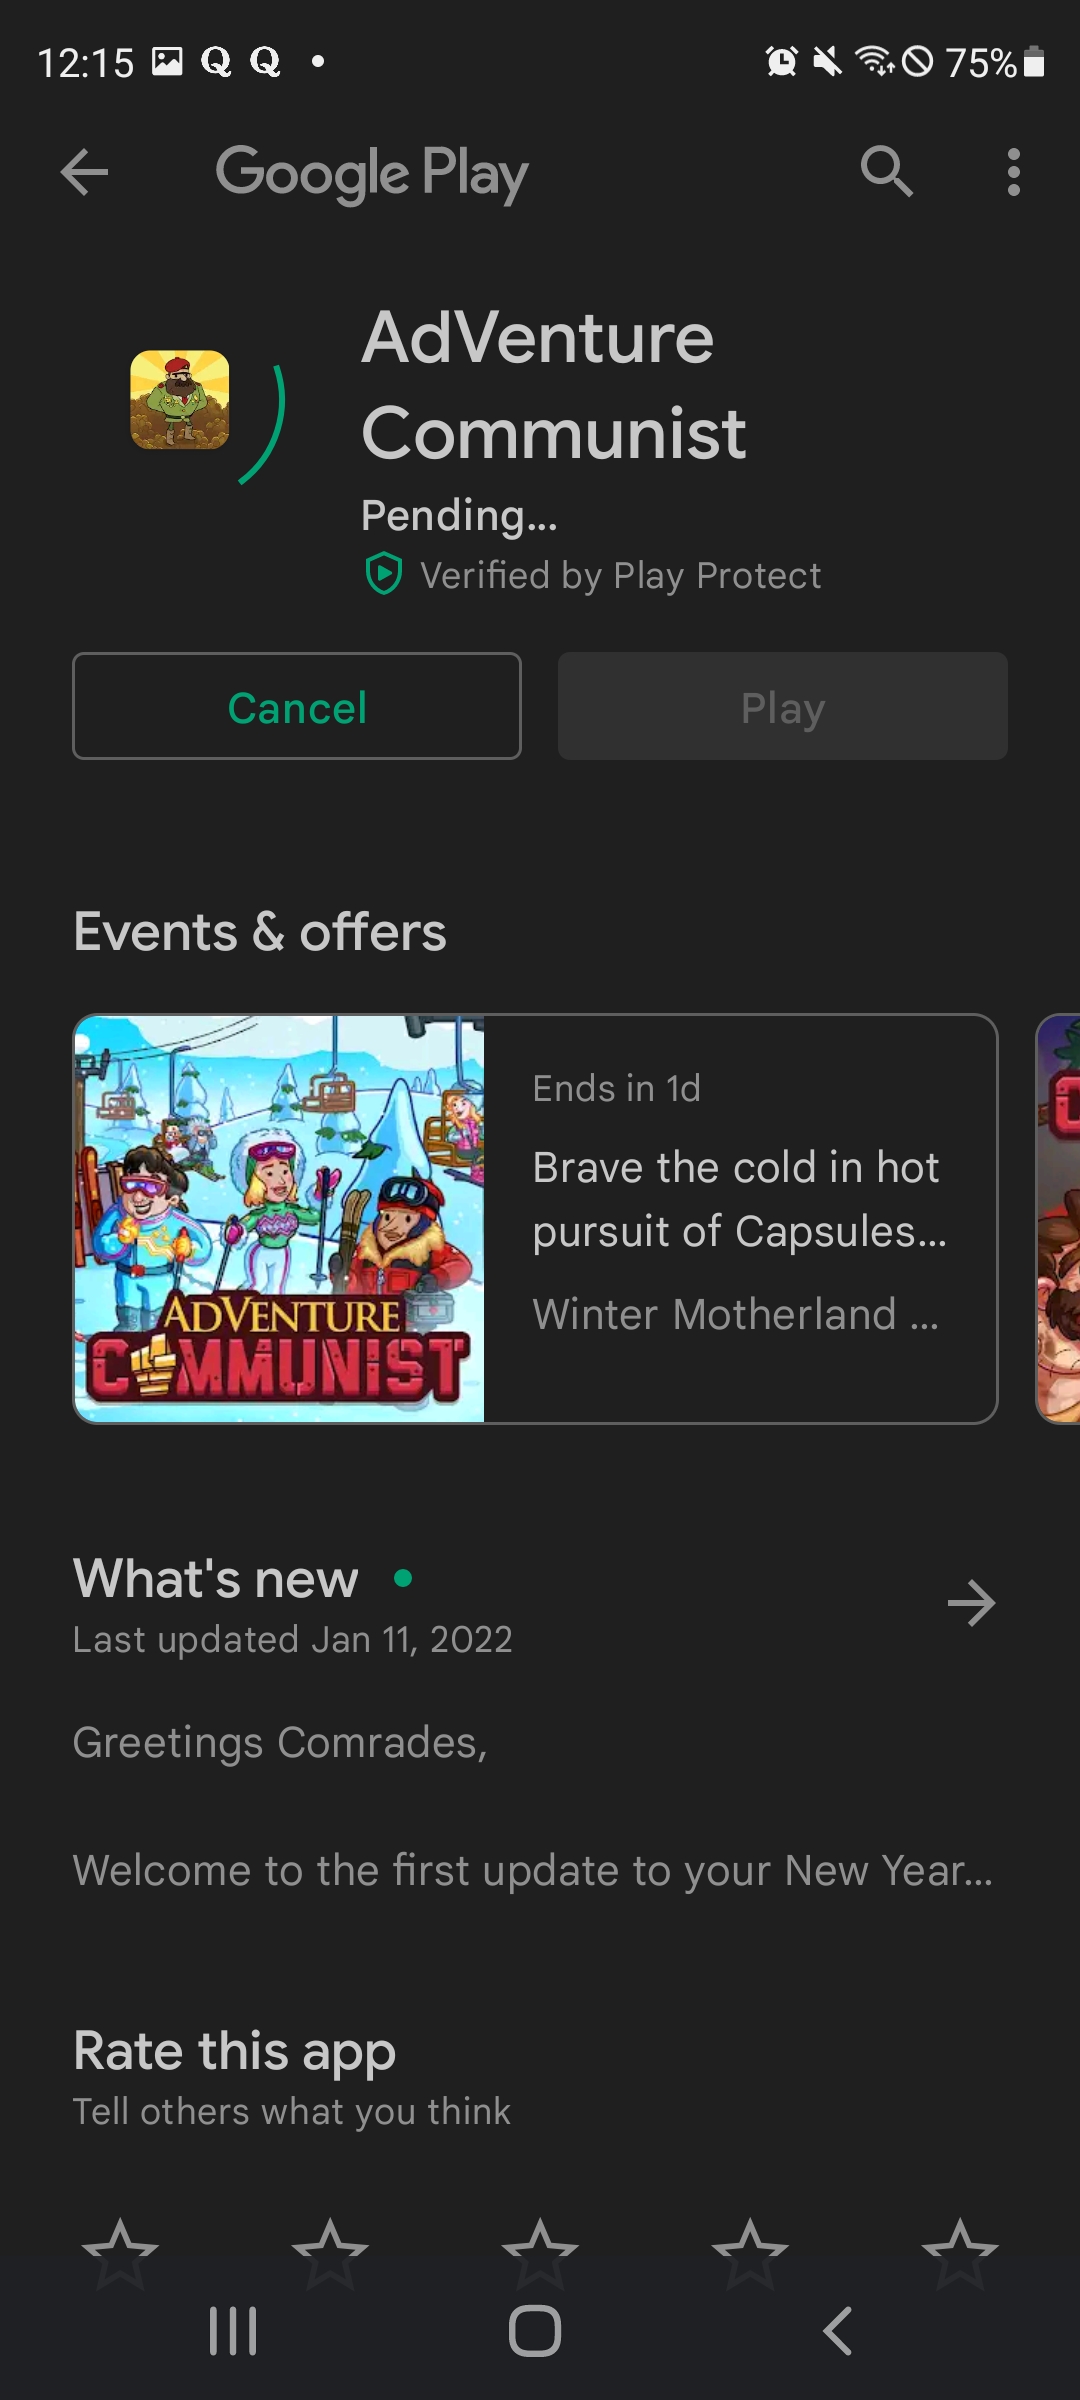 12:15 Q Q 75%
Google Play
AdVenture
Communist
Pending...
Verified by Play Protect
Cancel
Play
Events & offers
Ends in 1d
Brave the cold in hot
pursuit of Capsules...
Winter Motherland ...
ADVENTURE
COMMUNIST
What's new
Last updated Jan 11, 2022
Greetings Comrades,
Welcome to the first update to your New Year...
Rate this app
Tell others what you think